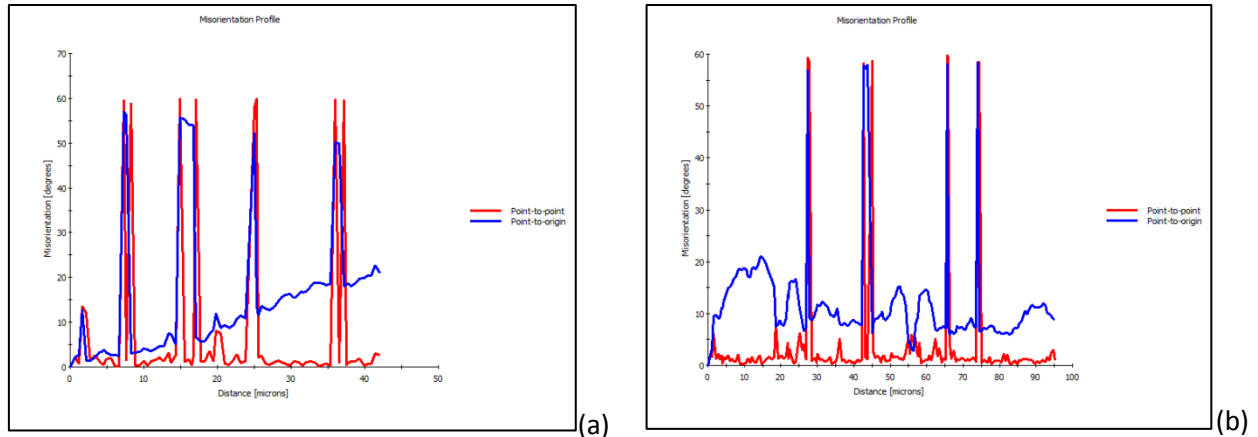 Misorientation Profile
70
60
50
40
30
20
10
0
0 10 20 30 40 50
Misorientation [degrees]
Distance [microns]
Point-to-point
Point-to-origin
(a)
Misorientation Profile
60
50
40
30
20
10
0
0 10 20 30 40 50 60 70 80 90 100
Misorientation [degrees]
Distance [microns]
Point-to-point
Point-to-origin
(b)